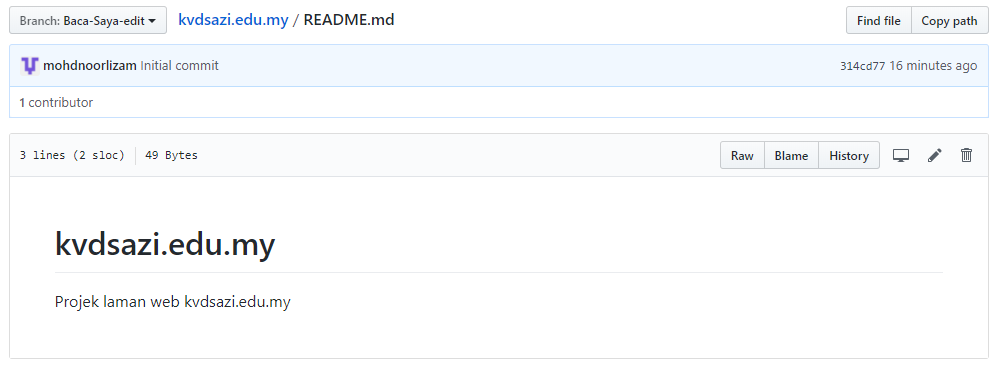 Branch: Baca-Saya-edit kvdsazi.edu.my / README.md Find file Copy path
mohdnoorlizam Initial commit 314cd77 16 minutes ago
1 contributor
3 lines (2 sloc) 49 Bytes Raw Blame History
kvdsazi.edu.my
Projek laman web kvdsazi.edu.my